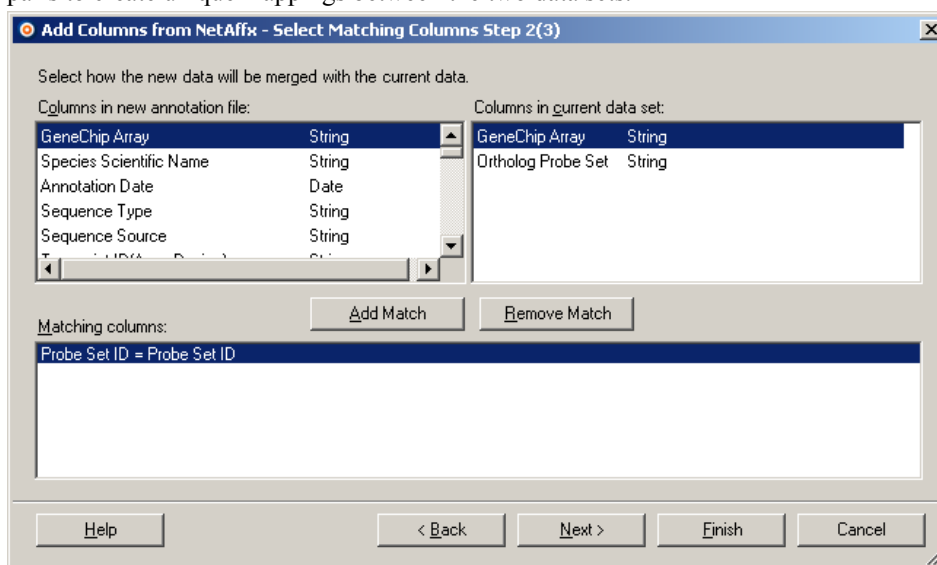 pairs to create unique mappings between the two data sets.
Add Columns from NetAffx - Select Matching Columns Step 2(3)
Select how the new data will be merged with the current data.
Columns in new annotation file:
Columns in current data set:
GeneChip Array String
Species Scientific Name String
Annotation Date Date
Sequence Type String
Sequence Source String
GeneChip Array String
Ortholog Probe Set String
Add Match
Remove Match
Matching columns:
Probe Set ID = Probe Set ID
Help
< Back
Next >
Finish
Cancel